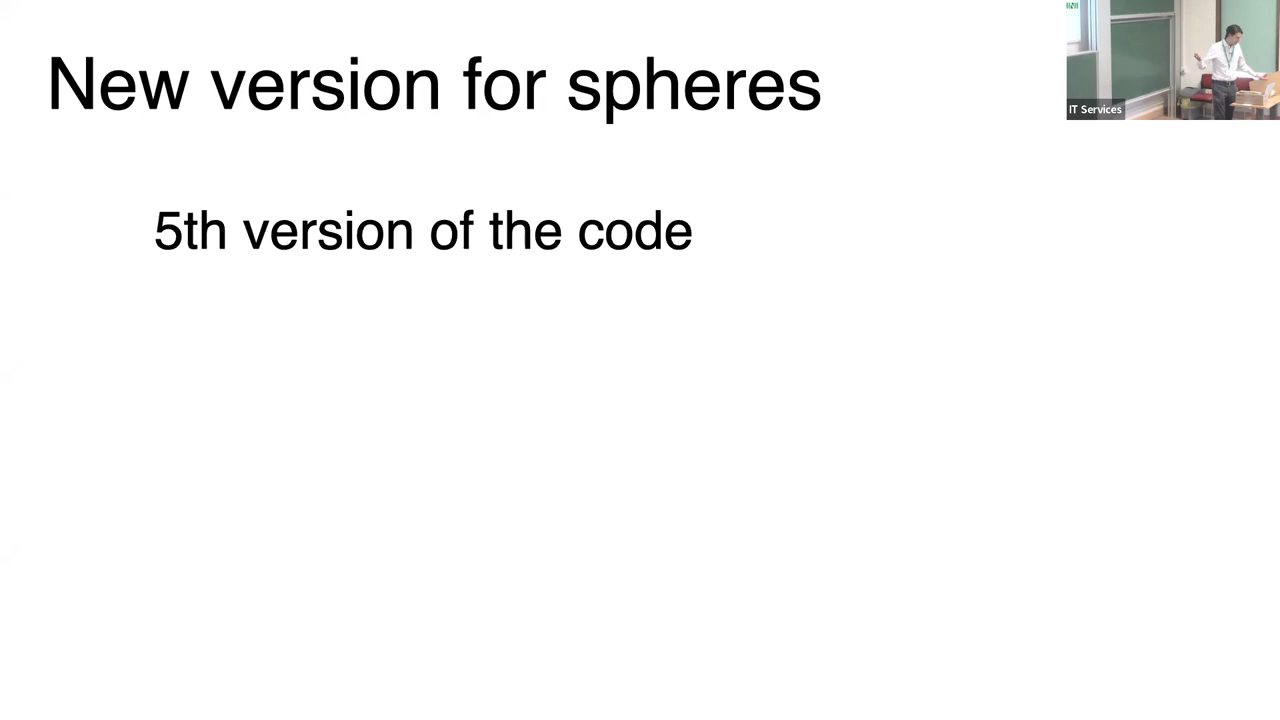 New version for spheres
5th version of the code
IT Services